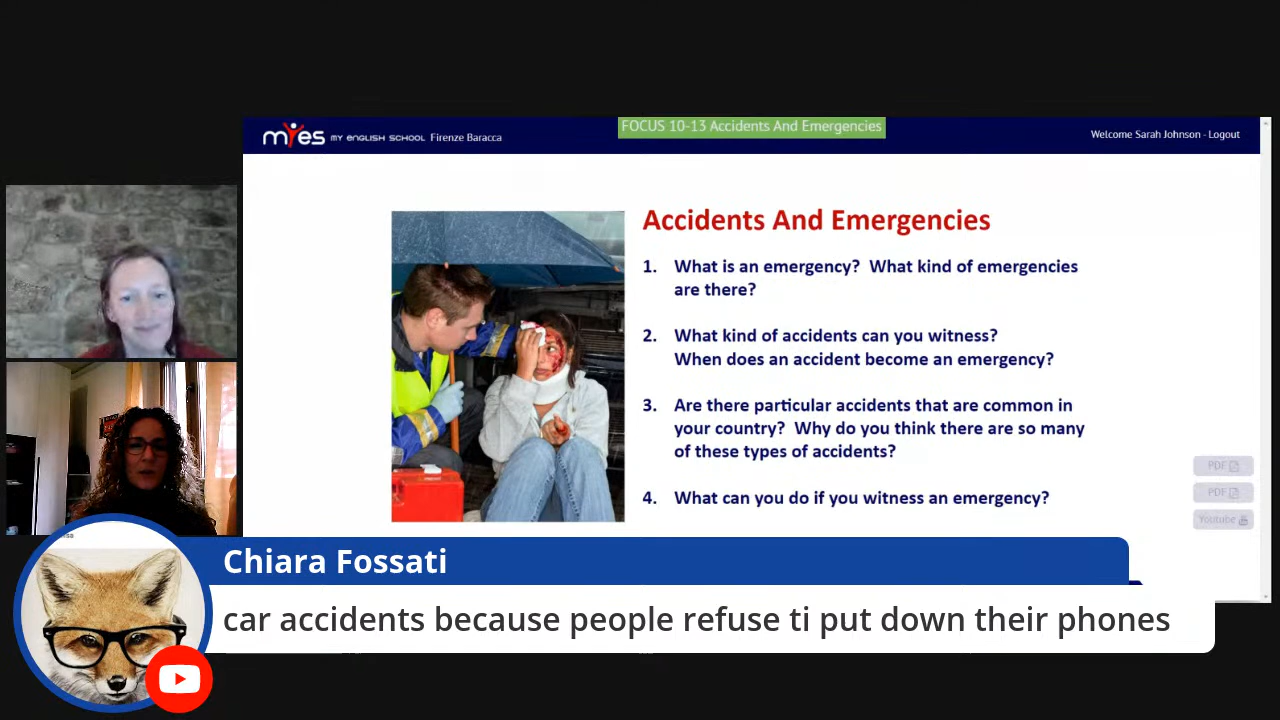 myes MY ENGLISH SCHOOL Firenze Baracca
FOCUS 10-13 Accidents And Emergencies
Welcome Sarah Johnson - Logout
Accidents And Emergencies
1. What is an emergency? What kind of emergencies
are there?
2. What kind of accidents can you witness?
When does an accident become an emergency?
3. Are there particular accidents that are common in
your country? Why do you think there are so many
of these types of accidents?
4. What can you do if you witness an emergency?
PDF
PDF
Youtube
Chiara Fossati
car accidents because people refuse ti put down their phones